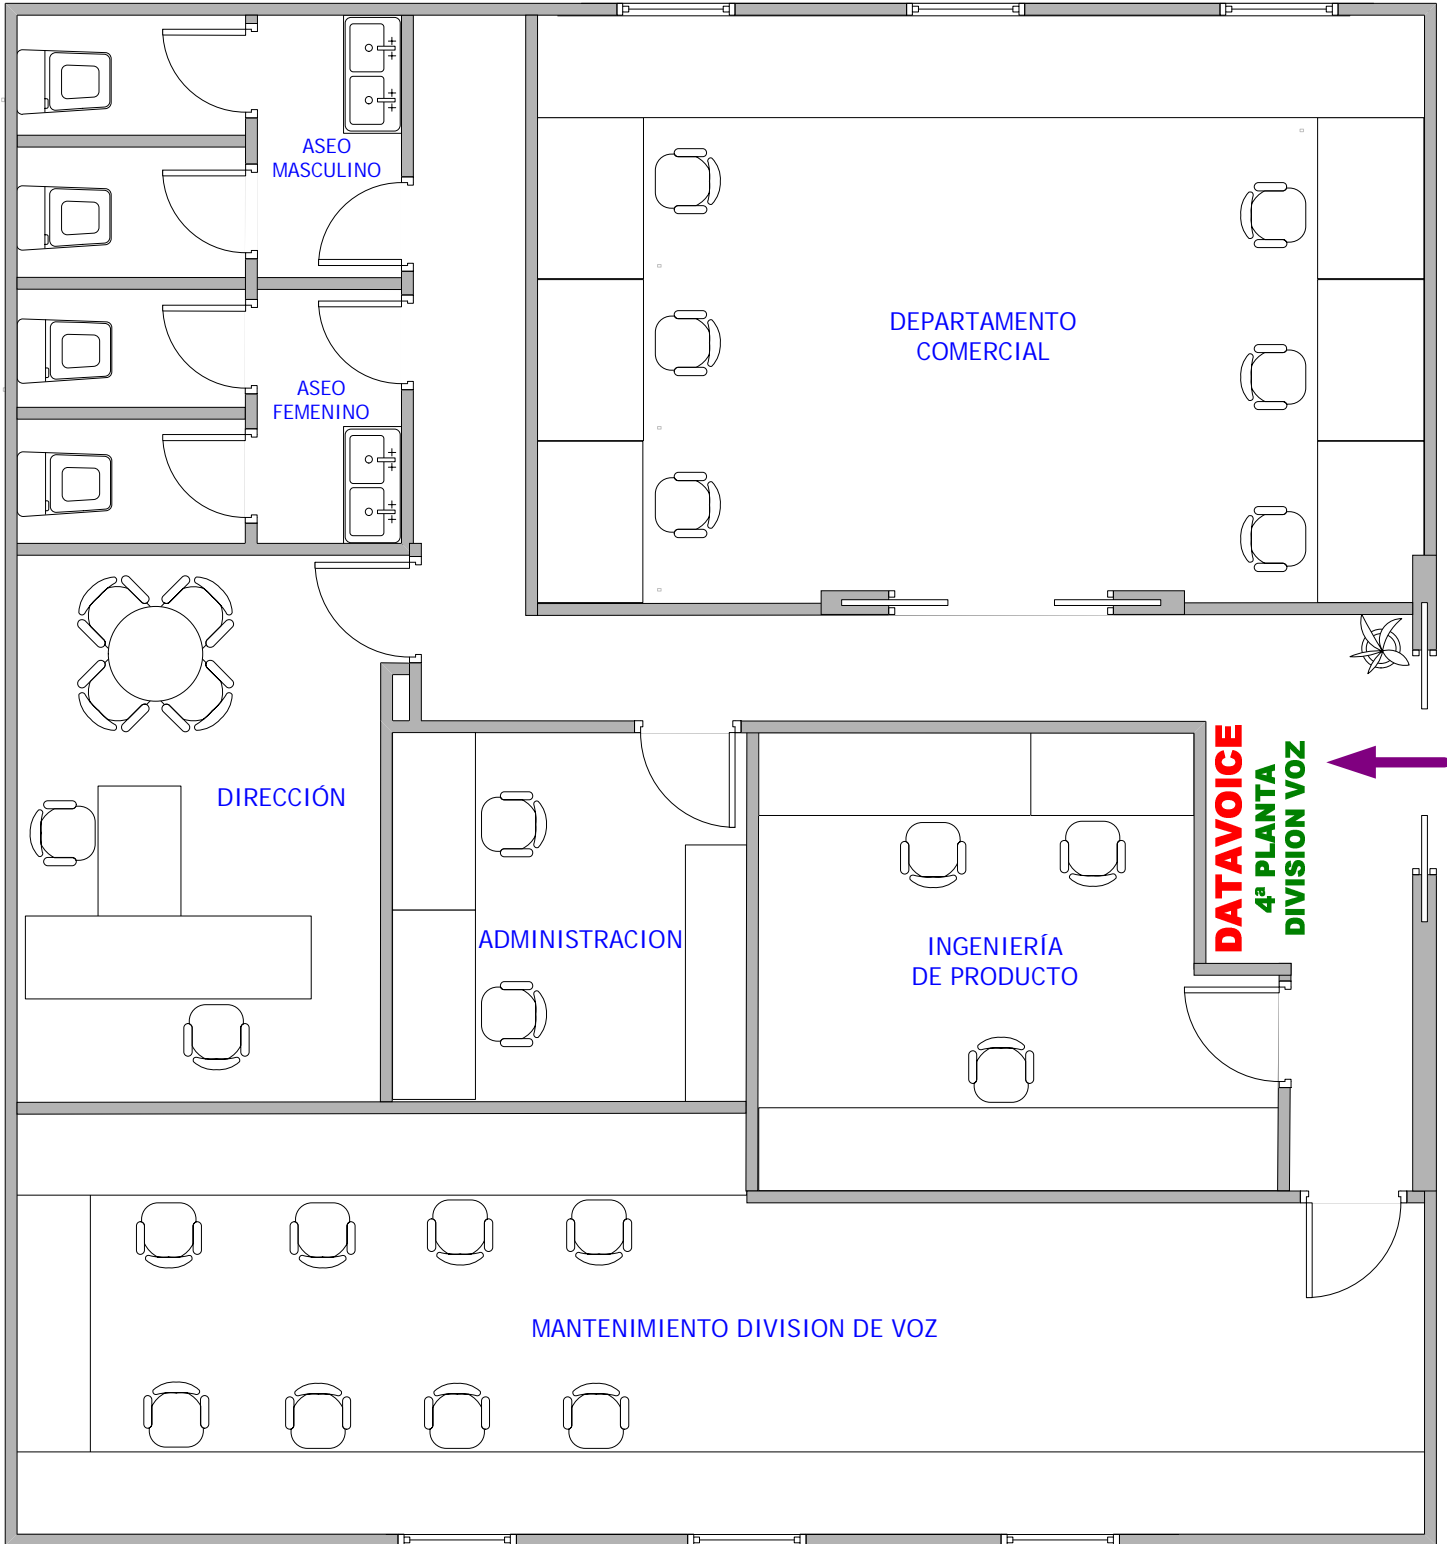 ASEO
MASCULINO
DEPARTAMENTO
COMERCIAL
ASEO
FEMENINO
DIRECCIÓN
ADMINISTRACION
INGENIERÍA
DE PRODUCTO
DATAVOICE
4ª PLANTA
DIVISION VOZ
MANTENIMIENTO DIVISION DE VOZ